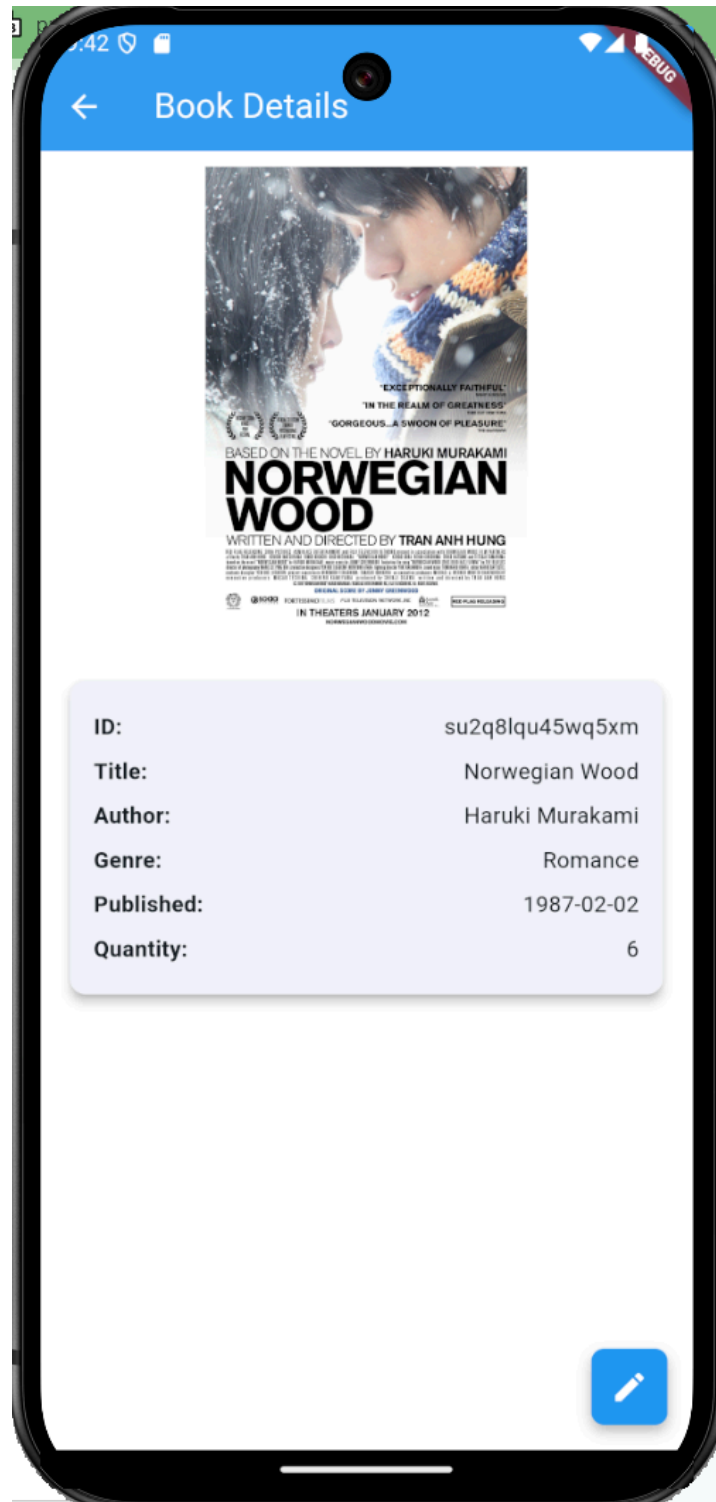 :42
DEBUG
Book Details
"EXCEPTIONALLY FAITHFUL"
"IN THE REALM OF GREATNESS"
"GORGEOUS...A SWOON OF PLEASURE"
BASED ON THE NOVEL BY HARUKI MURAKAMI
NORWEGIAN
WOOD
WRITTEN AND DIRECTED BY TRAN ANH HUNG
ORIGINAL SCORE BY JONNY GREENWOOD
IN THEATERS JANUARY 2012
NORWEGIANWOODMOVIE.COM
ID: su2q8lqu45wq5xm
Title: Norwegian Wood
Author: Haruki Murakami
Genre: Romance
Published: 1987-02-02
Quantity: 6